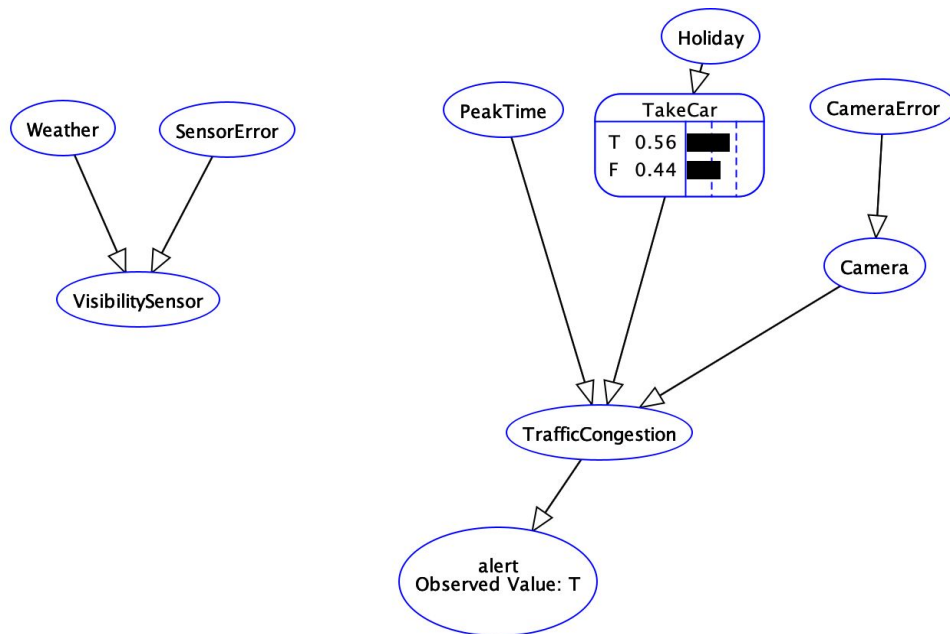 Holiday
PeakTime
TakeCar
CameraError
Weather
SensorError
T 0.56
F 0.44
Camera
VisibilitySensor
TrafficCongestion
alert
Observed Value: T